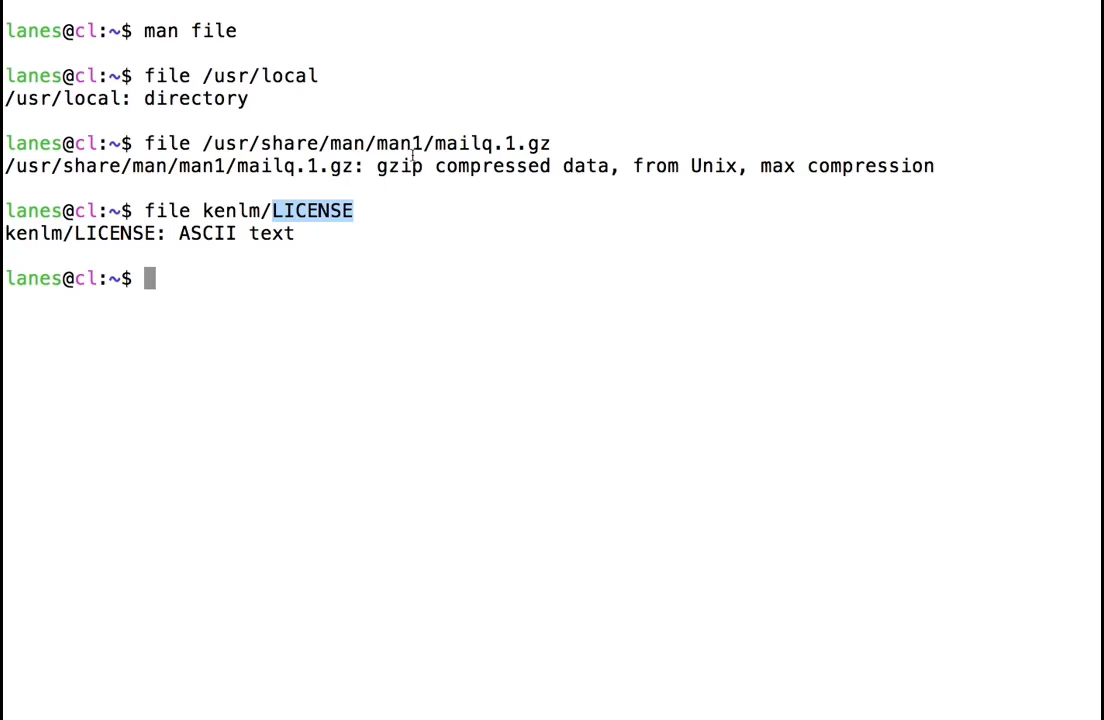 lanes@cl:~$ man file
lanes@cl:~$ file /usr/local
/usr/local: directory
lanes@cl:~$ file /usr/share/man/man1/mailq.1.gz
/usr/share/man/man1/mailq.1.gz: gzip compressed data, from Unix, max compression
lanes@cl:~$ file kenlm/LICENSE
kenlm/LICENSE: ASCII text
lanes@cl:~$